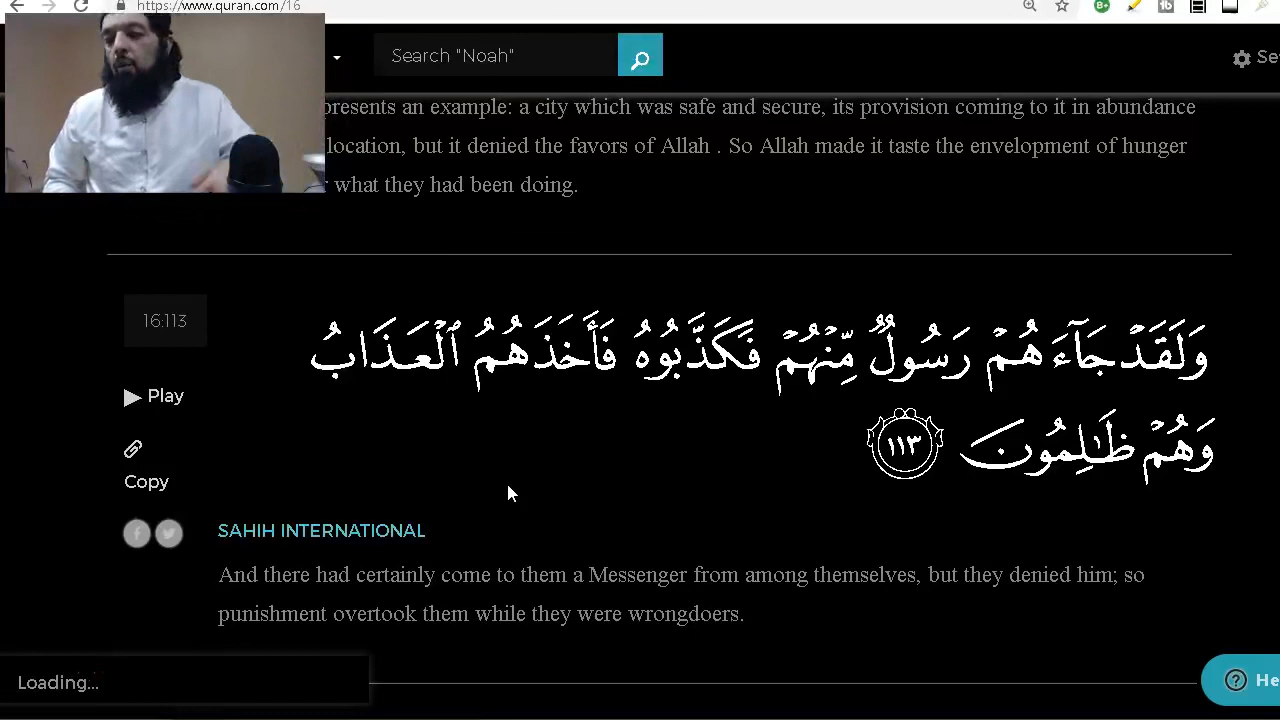 https://www.quran.com/16
Search "Noah"
presents an example: a city which was safe and secure, its provision coming to it in abundance
location, but it denied the favors of Allah . So Allah made it taste the envelopment of hunger
what they had been doing.
16:113
وَلَقَدْ جَآءَهُمْ رَسُولٌ مِّنْهُمْ فَكَذَّبُوهُ فَأَخَذَهُمُ ٱلْعَذَابُ
وَهُمْ ظَـٰلِمُونَ ١١٣
Play
Copy
SAHIH INTERNATIONAL
And there had certainly come to them a Messenger from among themselves, but they denied him; so
punishment overtook them while they were wrongdoers.
Loading...